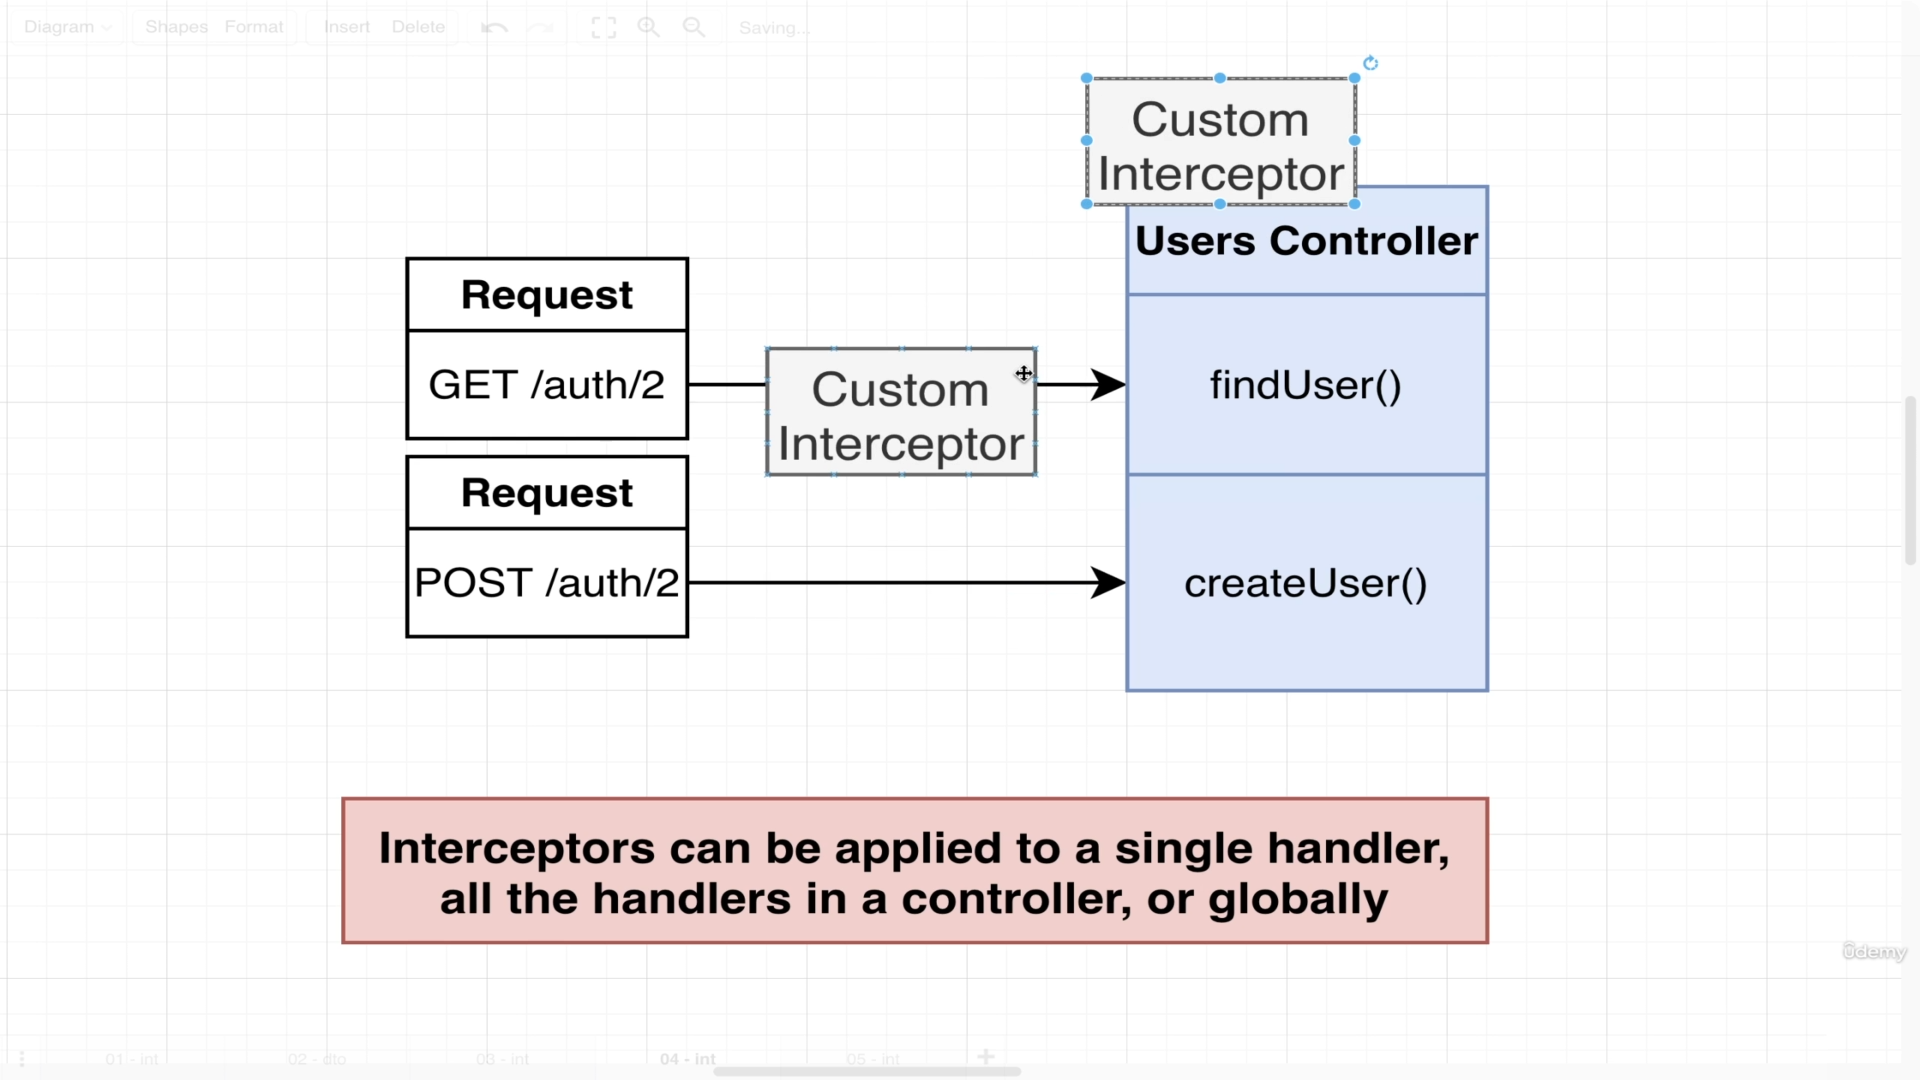 Diagram
Shapes
Format
Insert
Delete
Saving...
Custom
Interceptor
Users Controller
Request
GET /auth/2
Custom
Interceptor
findUser()
Request
POST /auth/2
createUser()
Interceptors can be applied to a single handler,
all the handlers in a controller, or globally
ûdemy
01 - int
02 - dto
03 - int
04 - int
05 - int